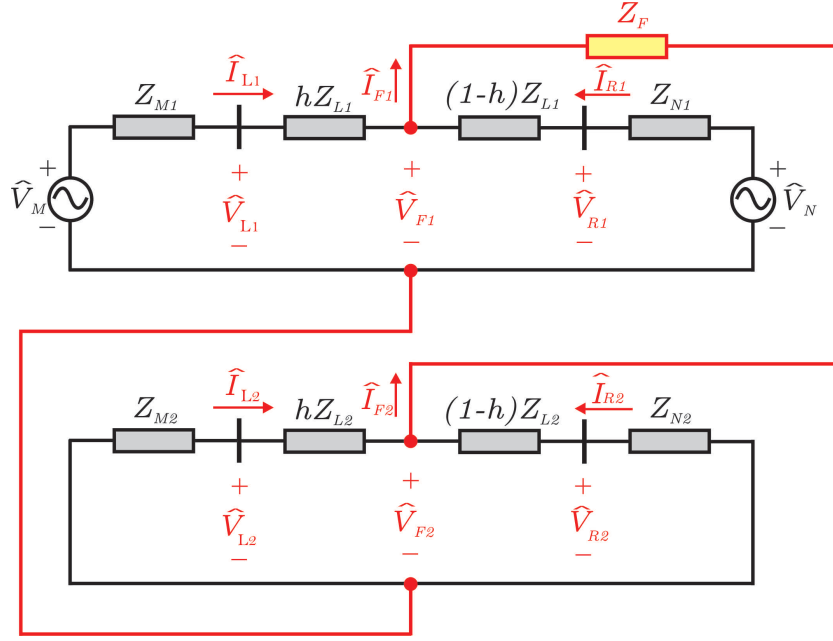 Z_F
Î_L1 Î_F1 Î_R1
Z_M1 hZ_L1 (1-h)Z_L1 Z_N1
+ + + + +
V̂_M V̂_L1 V̂_F1 V̂_R1 V̂_N
− − − − −
Î_L2 Î_F2 Î_R2
Z_M2 hZ_L2 (1-h)Z_L2 Z_N2
+ + +
V̂_L2 V̂_F2 V̂_R2
− − −